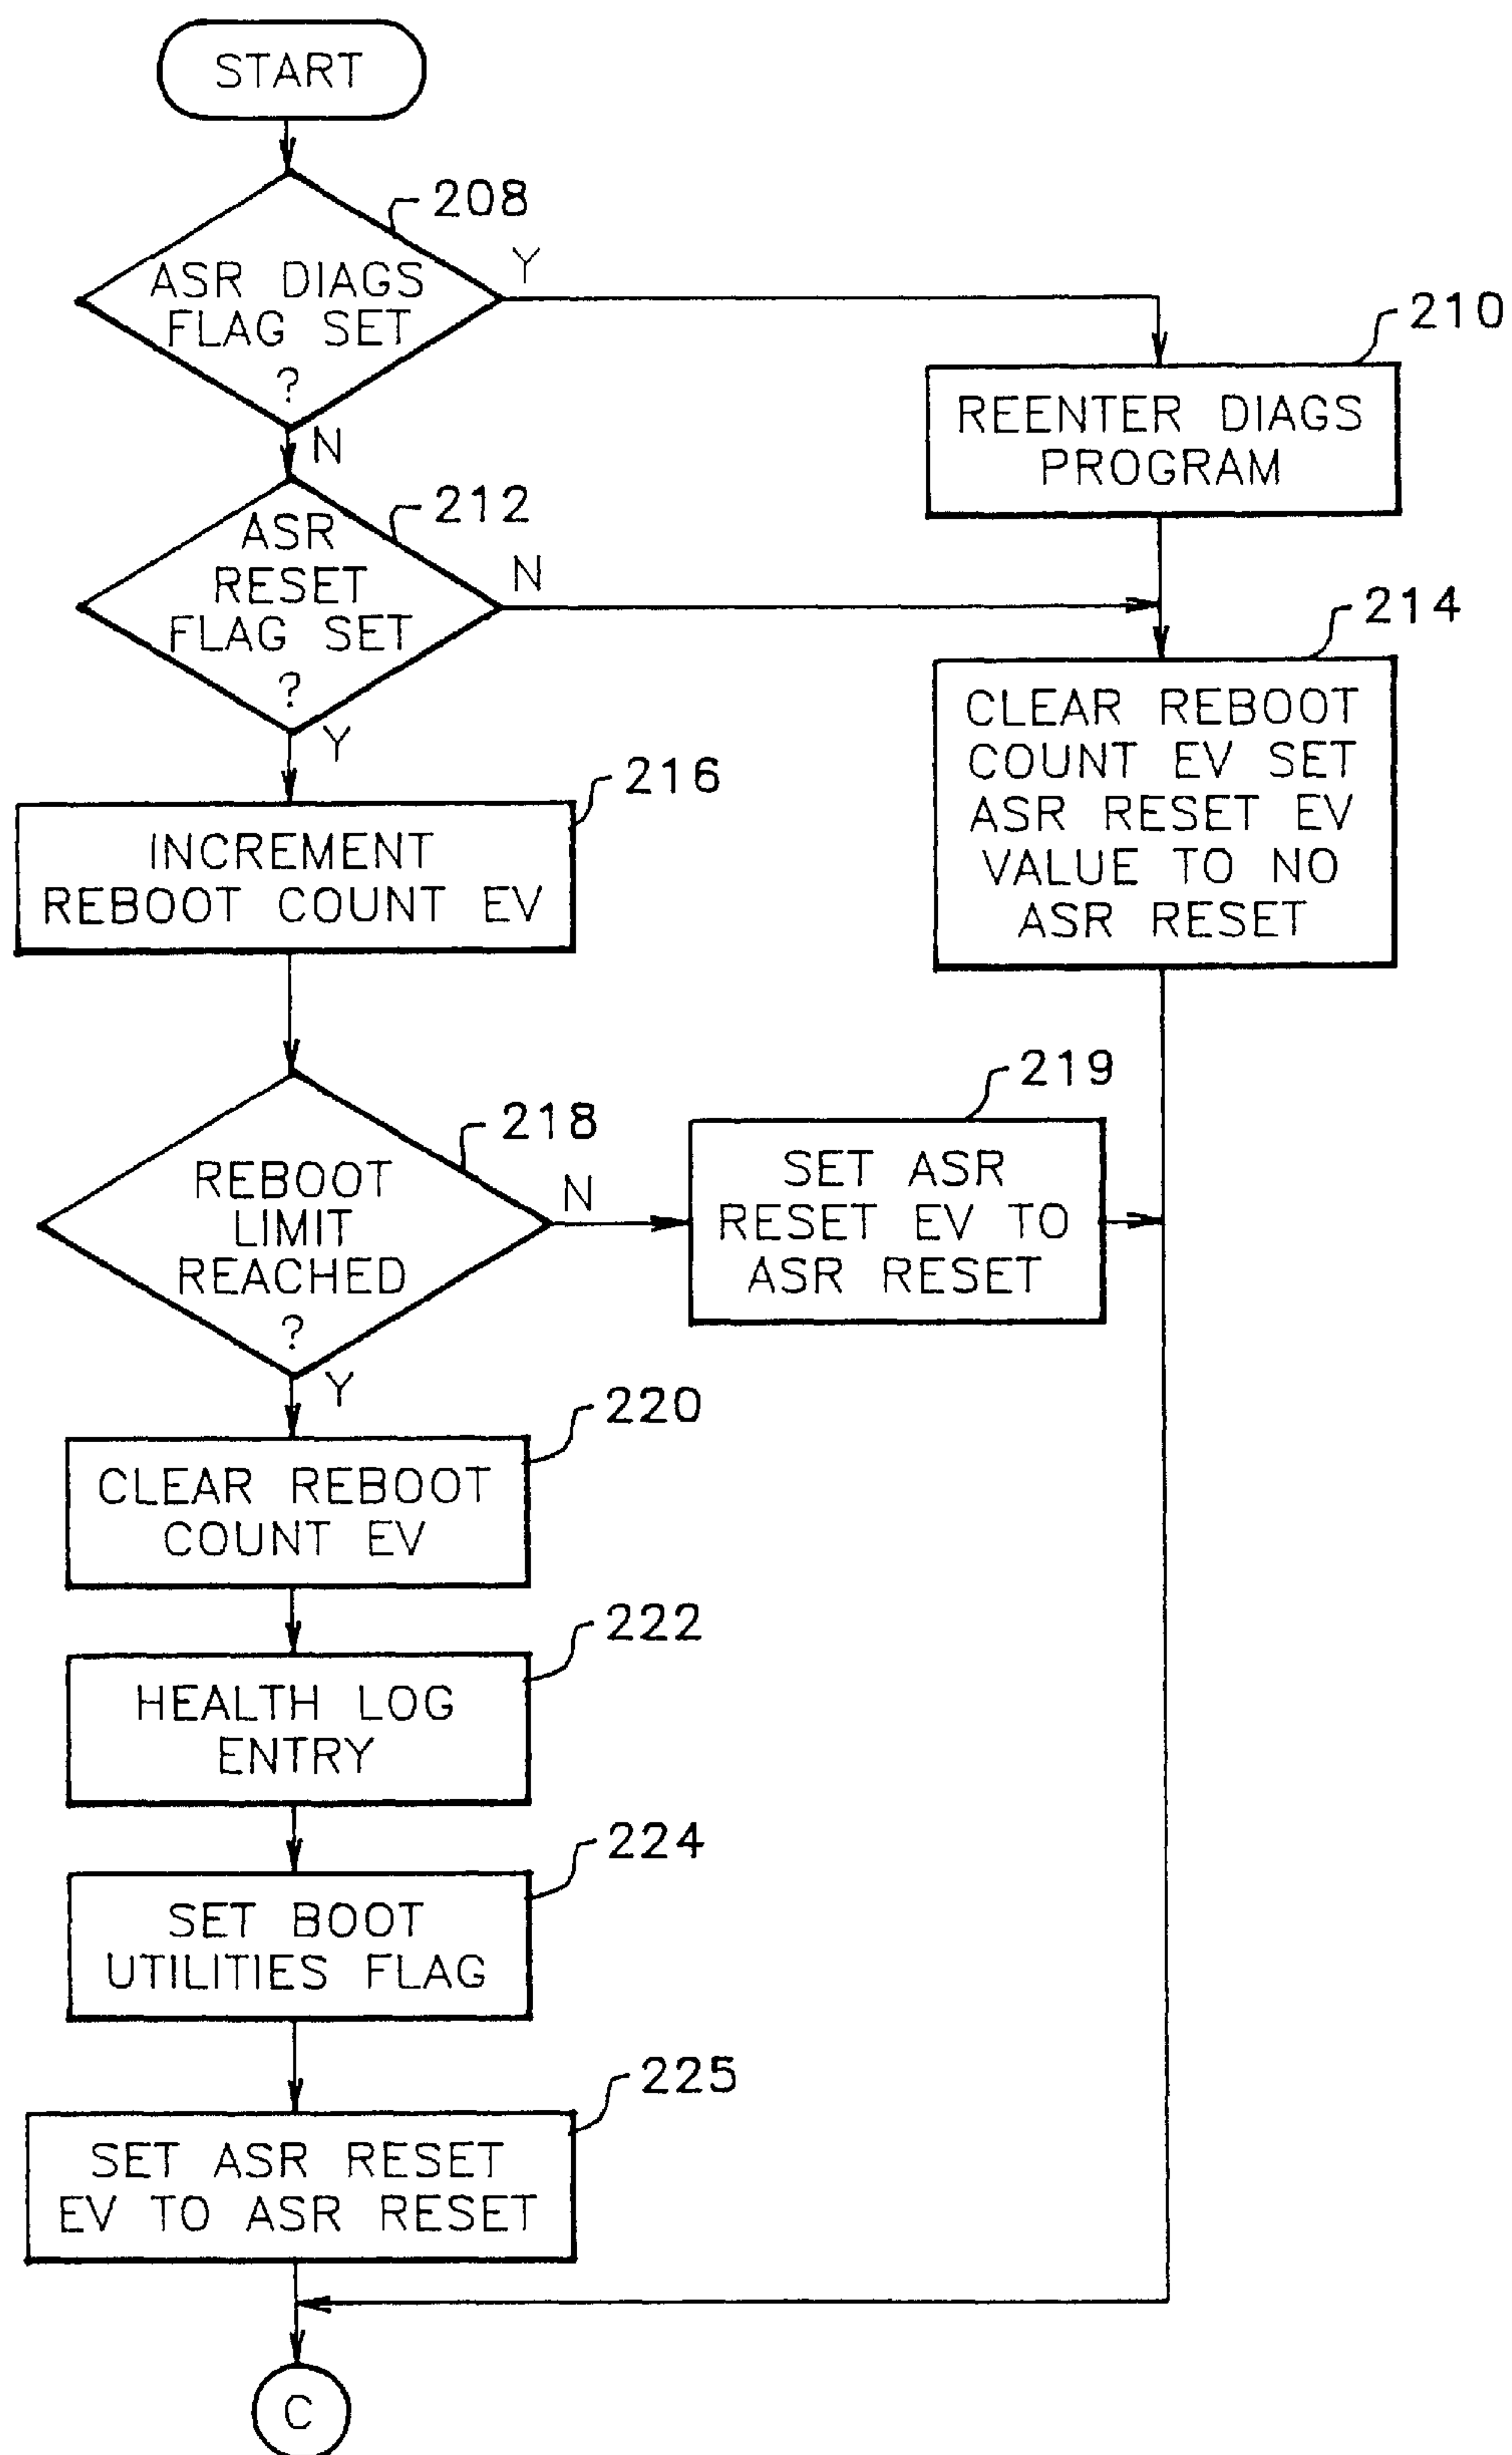 START
208
ASR DIAGS
FLAG SET
?
Y
N
210
REENTER DIAGS
PROGRAM
212
ASR
RESET
FLAG SET
?
N
Y
214
CLEAR REBOOT
COUNT EV SET
ASR RESET EV
VALUE TO NO
ASR RESET
216
INCREMENT
REBOOT COUNT EV
218
REBOOT
LIMIT
REACHED
?
N
Y
219
SET ASR
RESET EV TO
ASR RESET
220
CLEAR REBOOT
COUNT EV
222
HEALTH LOG
ENTRY
224
SET BOOT
UTILITIES FLAG
225
SET ASR RESET
EV TO ASR RESET
C